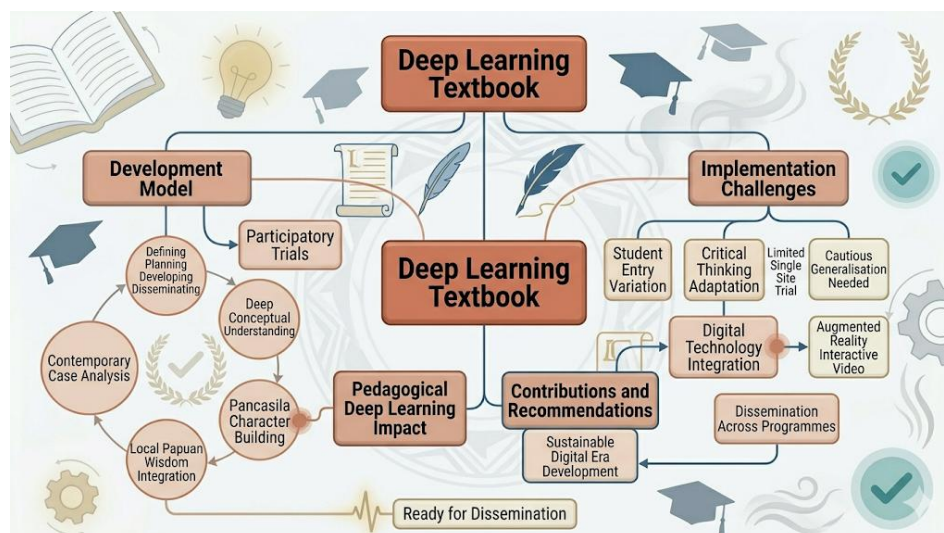 Deep Learning
Textbook
Development
Model
Implementation
Challenges
Participatory
Trials
Defining
Planning
Developing
Disseminating
Deep
Conceptual
Understanding
Contemporary
Case Analysis
Pancasila
Character
Building
Local Papuan
Wisdom
Integration
Deep Learning
Textbook
Student
Entry
Variation
Critical
Thinking
Adaptation
Limited
Single
Site
Trial
Cautious
Generalisation
Needed
Digital
Technology
Integration
Augmented
Reality
Interactive
Video
Pedagogical
Deep Learning
Impact
Contributions and
Recommendations
Sustainable
Digital Era
Development
Dissemination
Across Programmes
Ready for Dissemination